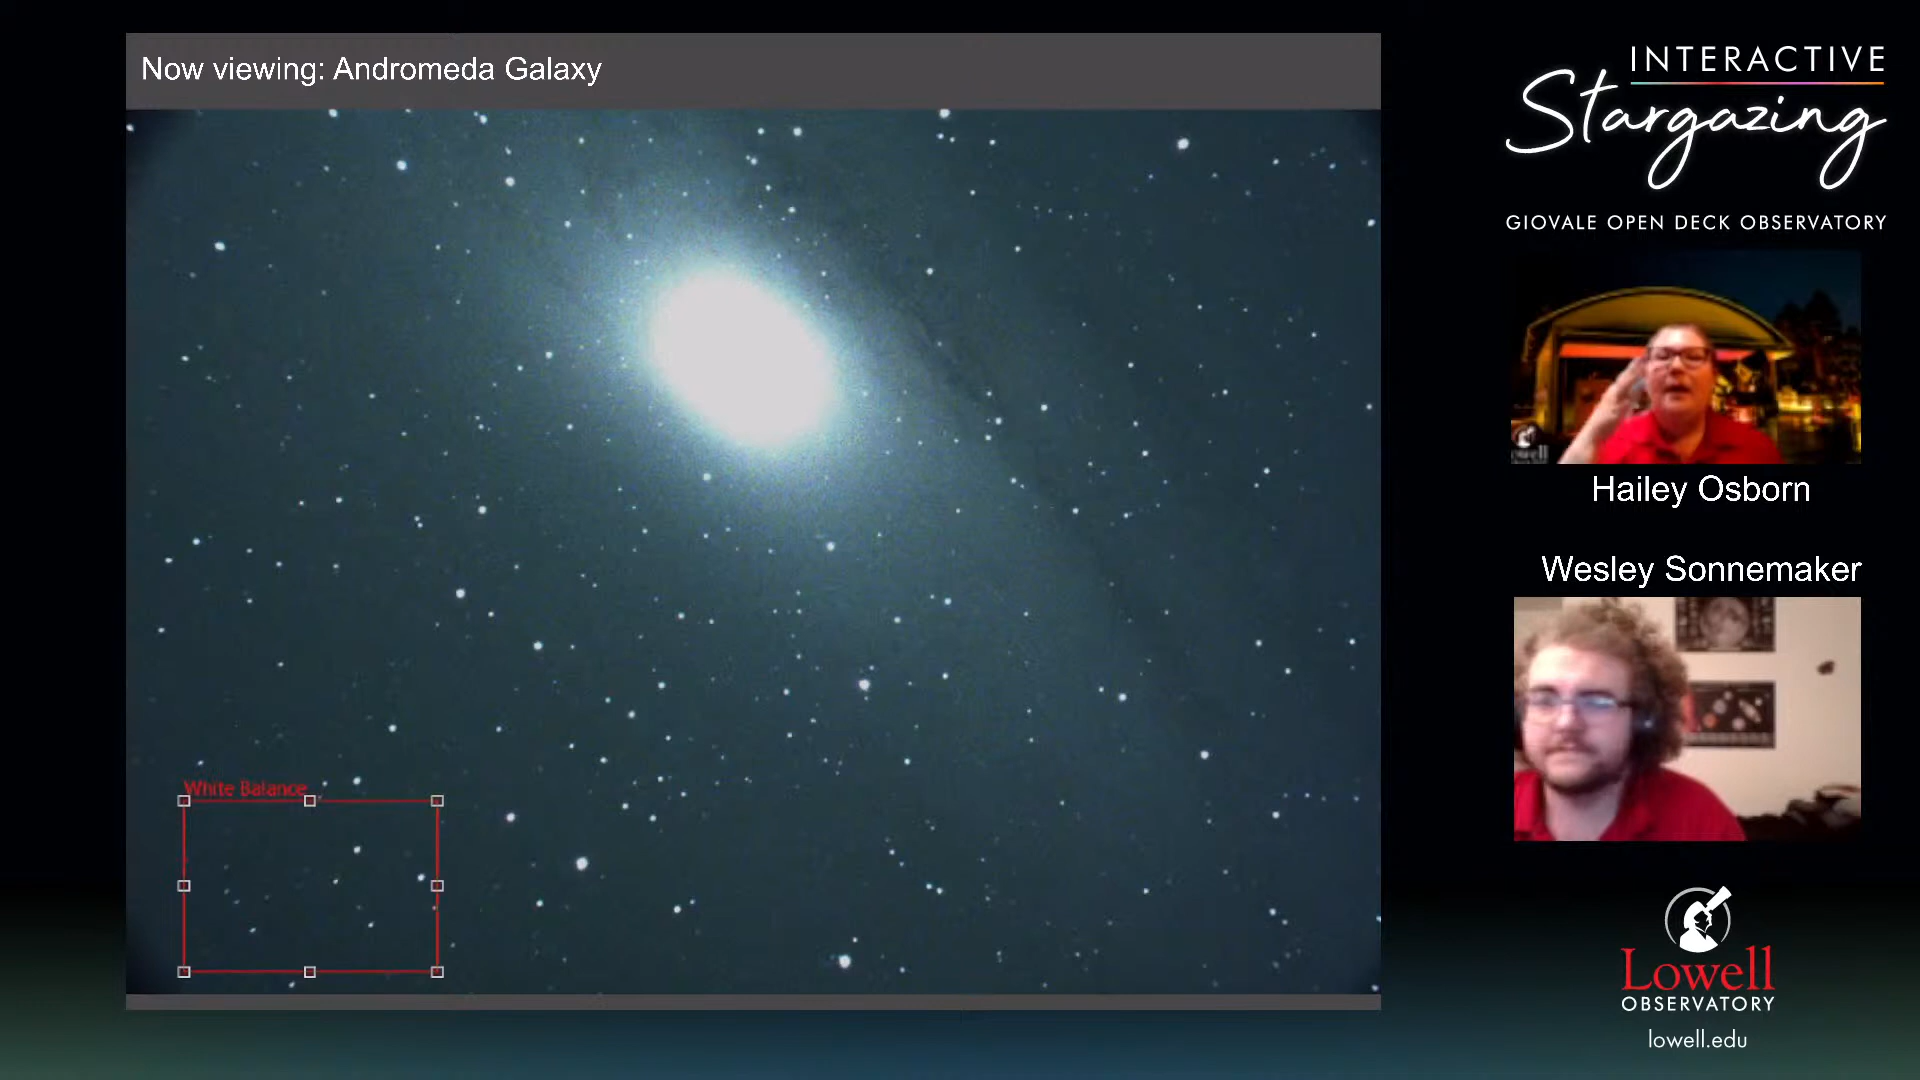 Now viewing: Andromeda Galaxy
INTERACTIVE
Stargazing
GIOVALE OPEN DECK OBSERVATORY
Hailey Osborn
Wesley Sonnemaker
White Balance
Lowell
OBSERVATORY
lowell.edu